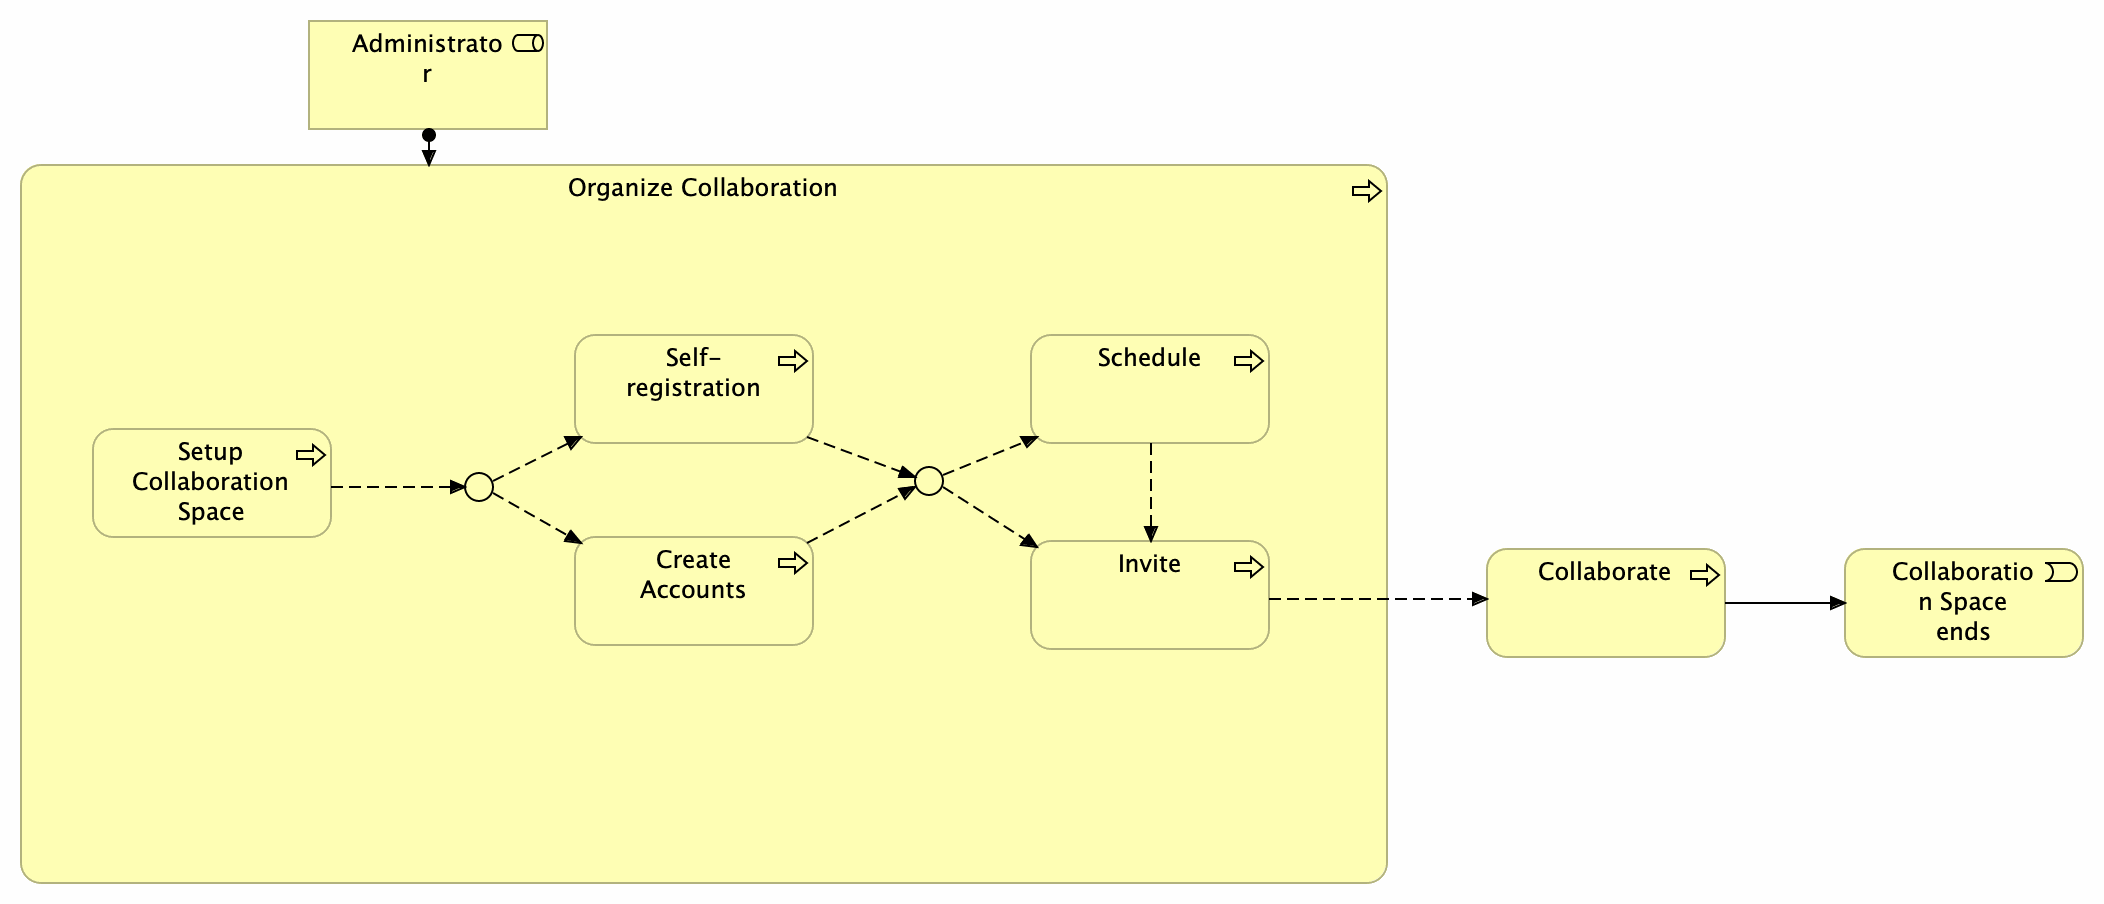 Administrato
r
Organize Collaboration
Self-
registration
Schedule
Setup
Collaboration
Space
Create
Accounts
Invite
Collaborate
Collaboratio
n Space
ends